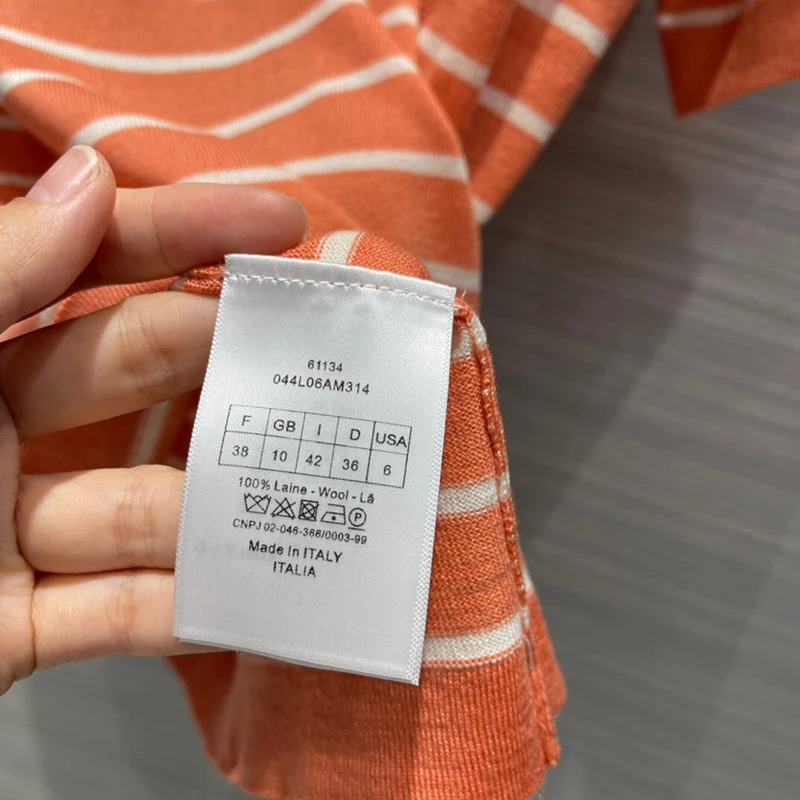 61134
044L06AM314
F GB I D USA
38 10 42 36 6
100% Laine - Wool - Lã
P
CNPJ 02-046-366/0003-99
Made in ITALY
ITALIA